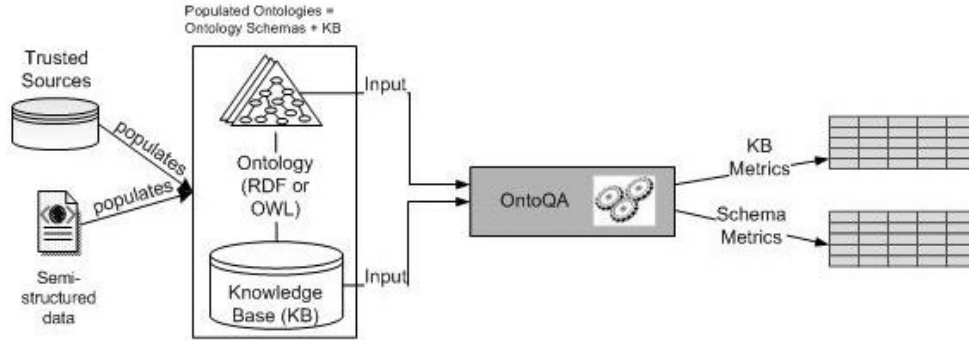 Populated Ontologies =
Ontology Schemas + KB
Trusted
Sources
populates
populates
Semi-
structured
data
Ontology
(RDF or
OWL)
Knowledge
Base (KB)
Input
Input
OntoQA
KB
Metrics
Schema
Metrics